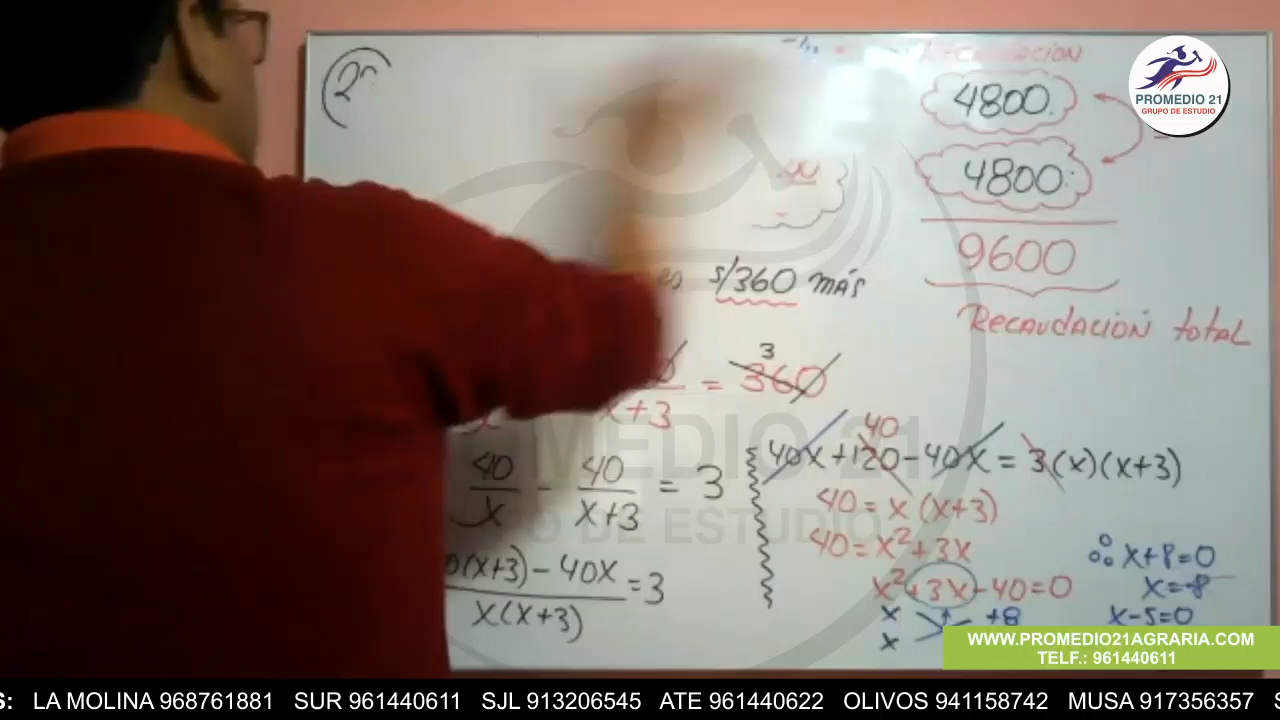 RECAUDACION
4800
4800
9600
RECAUDACIÓN total
PROMEDIO 21
GRUPO DE ESTUDIO
s/360 más
x+3 = 360
3
40/x - 40/x+3 = 3
(x+3) - 40x / x(x+3) = 3
40
40x+120-40x = 3(x)(x+3)
40 = x (x+3)
40 = x²+3x
x²+3x-40=0
x +8
x
x+8=0
x=-8
x-5=0
WWW.PROMEDIO21AGRARIA.COM
TELF.: 961440611
S: LA MOLINA 968761881 SUR 961440611 SJL 913206545 ATE 961440622 OLIVOS 941158742 MUSA 917356357